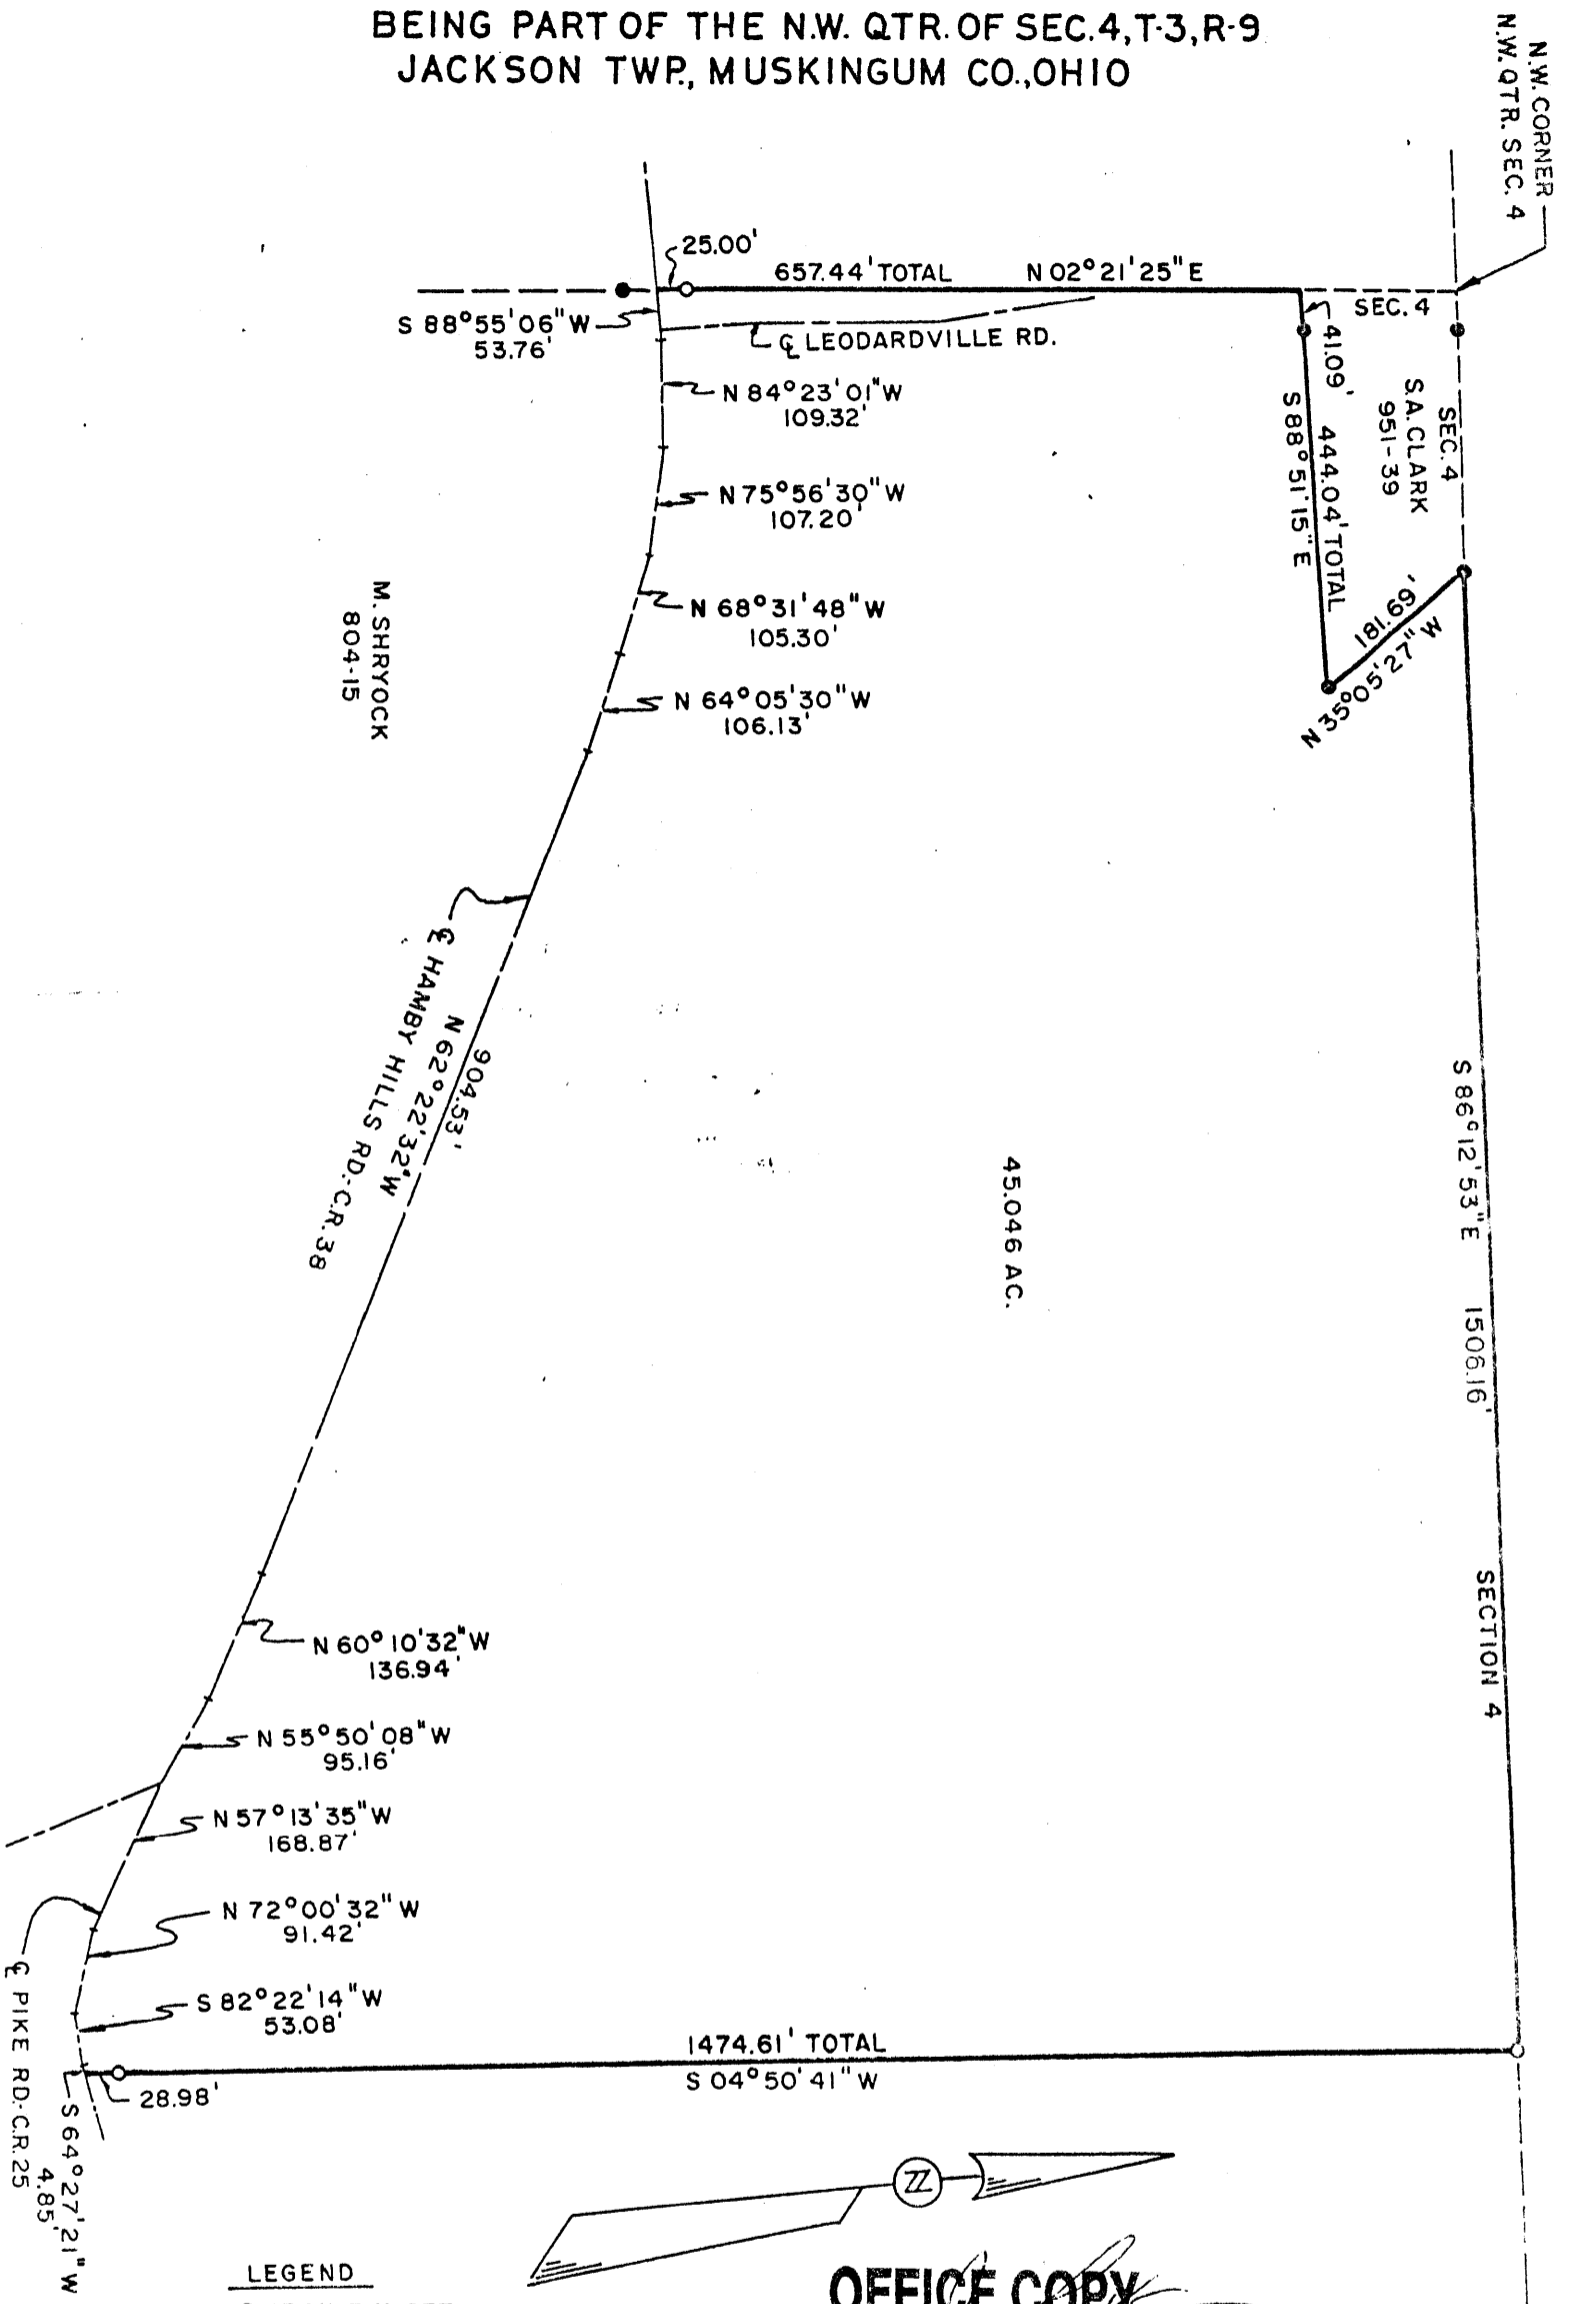 BEING PART OF THE N.W. QTR. OF SEC. 4, T-3, R-9
JACKSON TWP., MUSKINGUM CO., OHIO
N.W. CORNER
N.W. QTR. SEC. 4
25.00'
657.44' TOTAL N 02°21'25" E
SEC. 4
S 88°55'06" W
53.76'
℄ LEODARDVILLE RD.
41.09'
444.04' TOTAL
S 88°51'15" E
SEC. 4
S.A. CLARK
951-39
N 84°23'01" W
109.32'
N 75°56'30" W
107.20'
181.69'
N 35°05'27" W
M. SHRYOCK
804-15
N 68°31'48" W
105.30'
N 64°05'30" W
106.13'
904.53'
N 62°22'32" W
℄ HAMBY HILLS RD.-C.R. 38
S 86°12'53" E 1506.16'
45.046 AC.
SECTION 4
N 60°10'32" W
136.94'
N 55°50'08" W
95.16'
N 57°13'35" W
168.87'
N 72°00'32" W
91.42'
S 82°22'14" W
53.08'
℄ PIKE RD.-C.R. 25
1474.61' TOTAL
S 04°50'41" W
28.98'
S 64°27'21" W
4.85'
LEGEND
OFFICE COPY